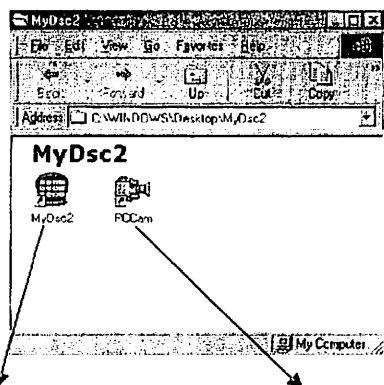 MyDsc2
File Edit View Go Favorites Help
Back Forward Up Cut Copy
Address C:\WINDOWS\Desktop\MyDsc2
MyDsc2
MyDsc2 PCCam
My Computer